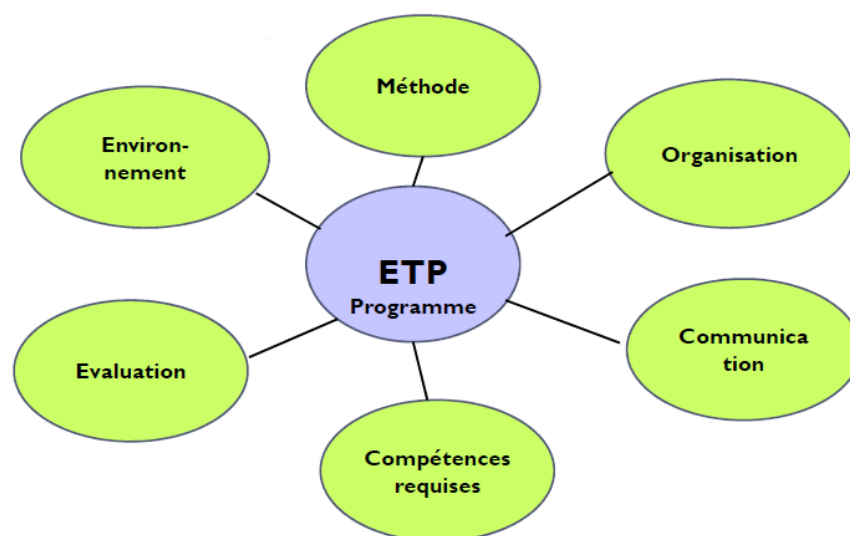 Méthode
Environ-
nement
Organisation
ETP
Programme
Communica
tion
Evaluation
Compétences
requises